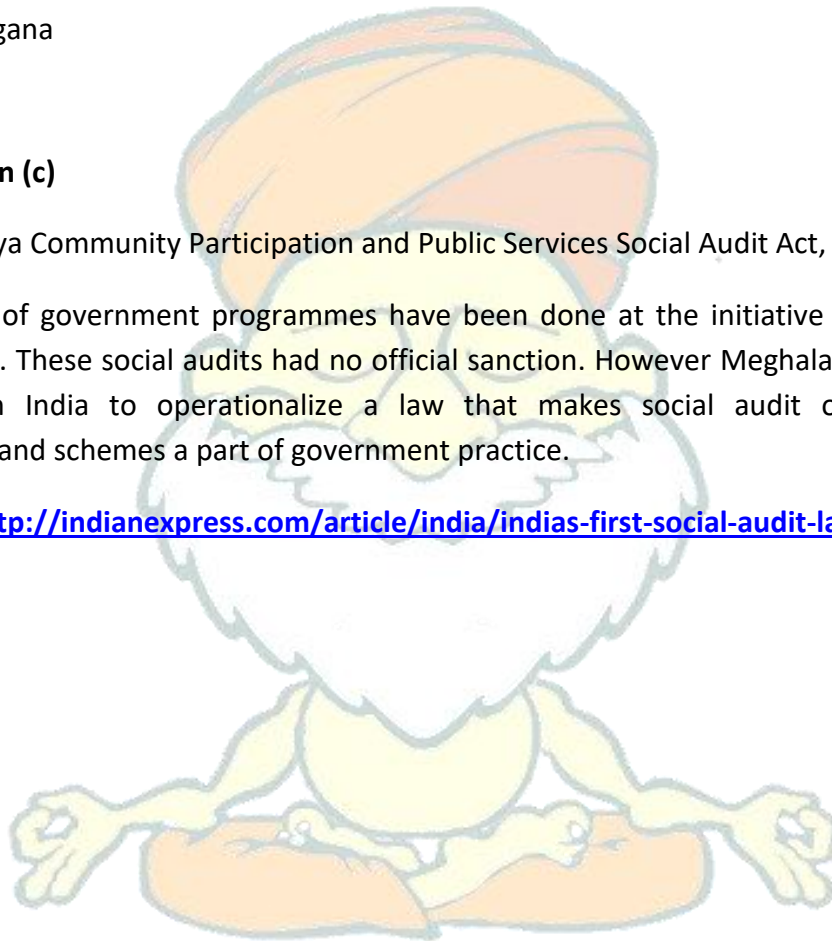 gana
n (c)
ya Community Participation and Public Services Social Audit Act,
of government programmes have been done at the initiative
. These social audits had no official sanction. However Meghala
n India to operationalize a law that makes social audit o
and schemes a part of government practice.
tp://indianexpress.com/article/india/indias-first-social-audit-la